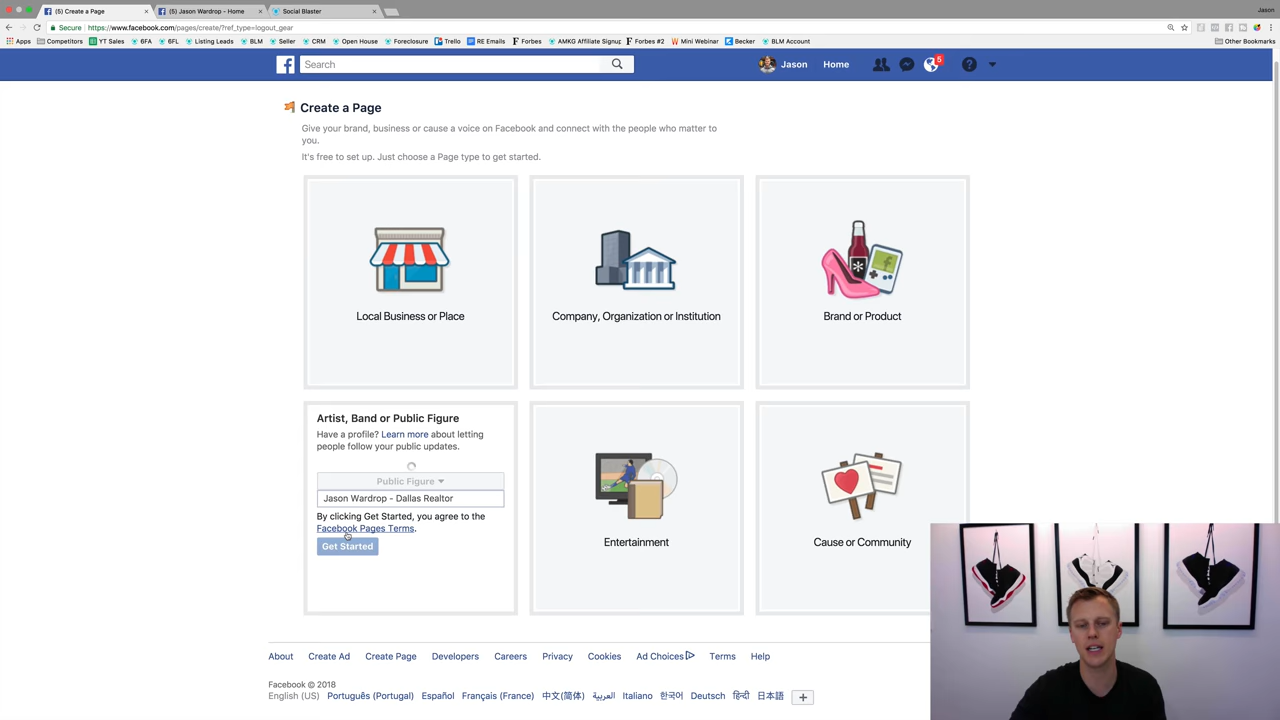 (5) Create a Page
(5) Jason Wardrop - Home
Social Blaster
Jason
Secure
https://www.facebook.com/pages/create/?ref_type=logout_gear
Apps
Competitors
YT Sales
6FA
6FL
Listing Leads
BLM
Seller
CRM
Open House
Foreclosure
Trello
RE Emails
Forbes
AMKG Affiliate Signup
Forbes #2
Mini Webinar
Becker
BLM Account
Other Bookmarks
Search
Jason
Home
5
Create a Page
Give your brand, business or cause a voice on Facebook and connect with the people who matter to
you.
It's free to set up. Just choose a Page type to get started.
Local Business or Place
Company, Organization or Institution
Brand or Product
Artist, Band or Public Figure
Have a profile? Learn more about letting
people follow your public updates.
Public Figure
Jason Wardrop - Dallas Realtor
By clicking Get Started, you agree to the
Facebook Pages Terms.
Get Started
Entertainment
Cause or Community
About
Create Ad
Create Page
Developers
Careers
Privacy
Cookies
Ad Choices
Terms
Help
Facebook © 2018
English (US)
Português (Portugal)
Español
Français (France)
中文(简体)
العربية
Italiano
한국어
Deutsch
हिन्दी
日本語